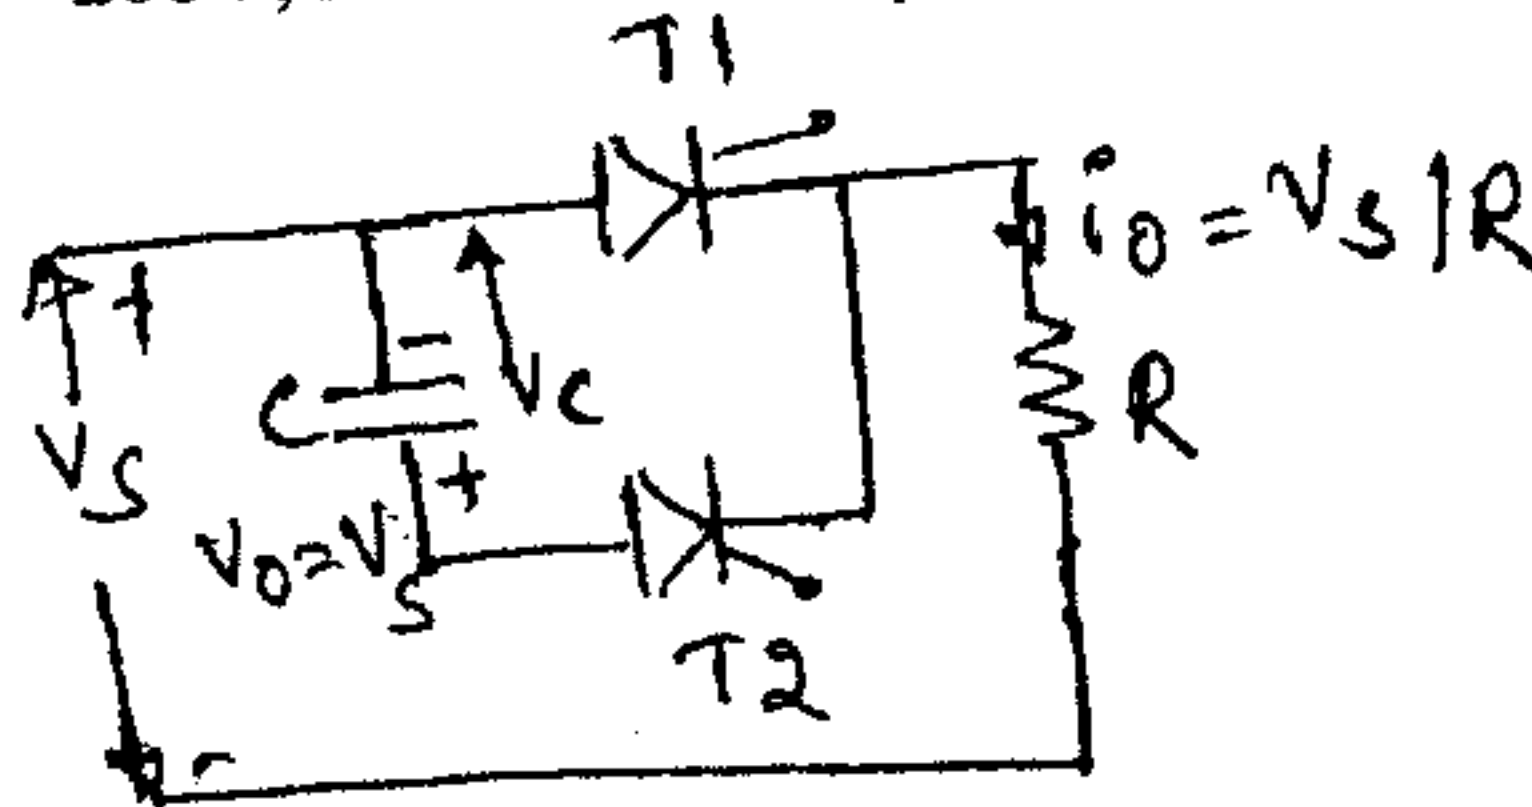 T1
i0 = VS/R
+
-
C
VC
VS
+
V0=VS
R
T2
-